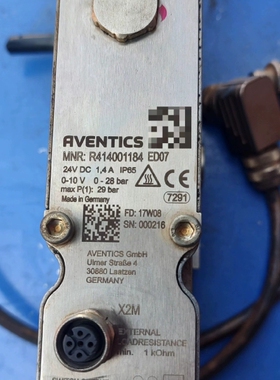 AVENTICS
MNR: R414001184 ED07
24V DC 1,4 A IP65
0-10 V 0 - 28 bar
max P(1): 29 bar
Made in Germany
7291
FD: 17W08
SN: 000216
AVENTICS GmbH
Ulmer Straße 4
30880 Laatzen
GERMANY
X2M
EXTERNAL
min. 1 kOhm